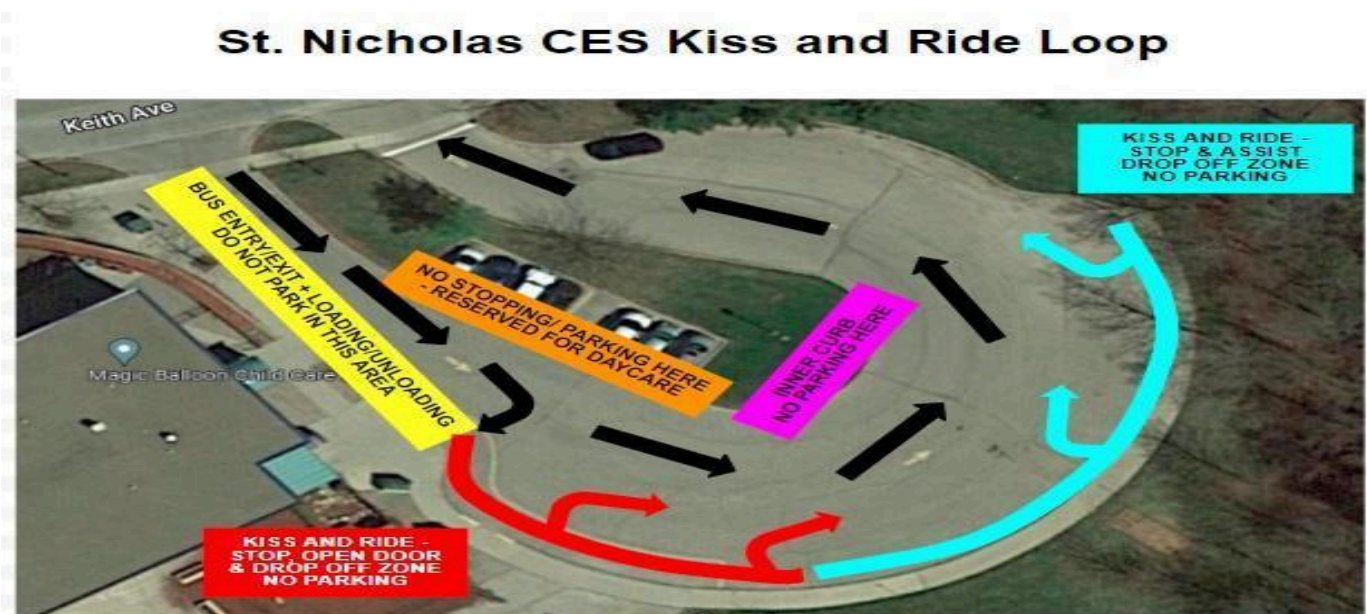 St. Nicholas CES Kiss and Ride Loop
Keith Ave
KISS AND RIDE -
STOP & ASSIST
DROP OFF ZONE
NO PARKING
BUS ENTRY/EXIT + LOADING/UNLOADING
DO NOT PARK IN THIS
AREA
NO STOPPING/ PARKING HERE
- RESERVED FOR DAYCARE
INNER CURB
NO PARKING HERE
Magic Balloon Child Care
KISS AND RIDE -
STOP, OPEN DOOR
& DROP OFF ZONE
NO PARKING